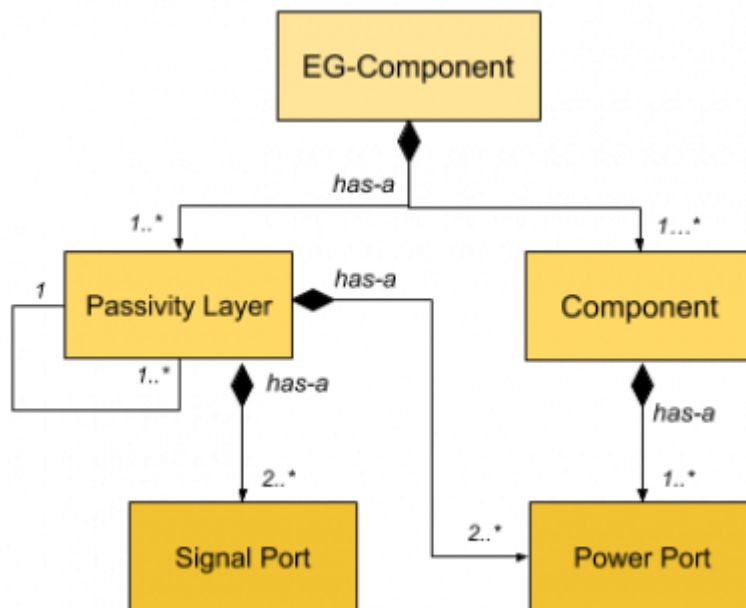 EG-Component
has-a
1..*
1...*
Passivity Layer
has-a
Component
1
1..*
has-a
has-a
2..*
1..*
2..*
Signal Port
Power Port